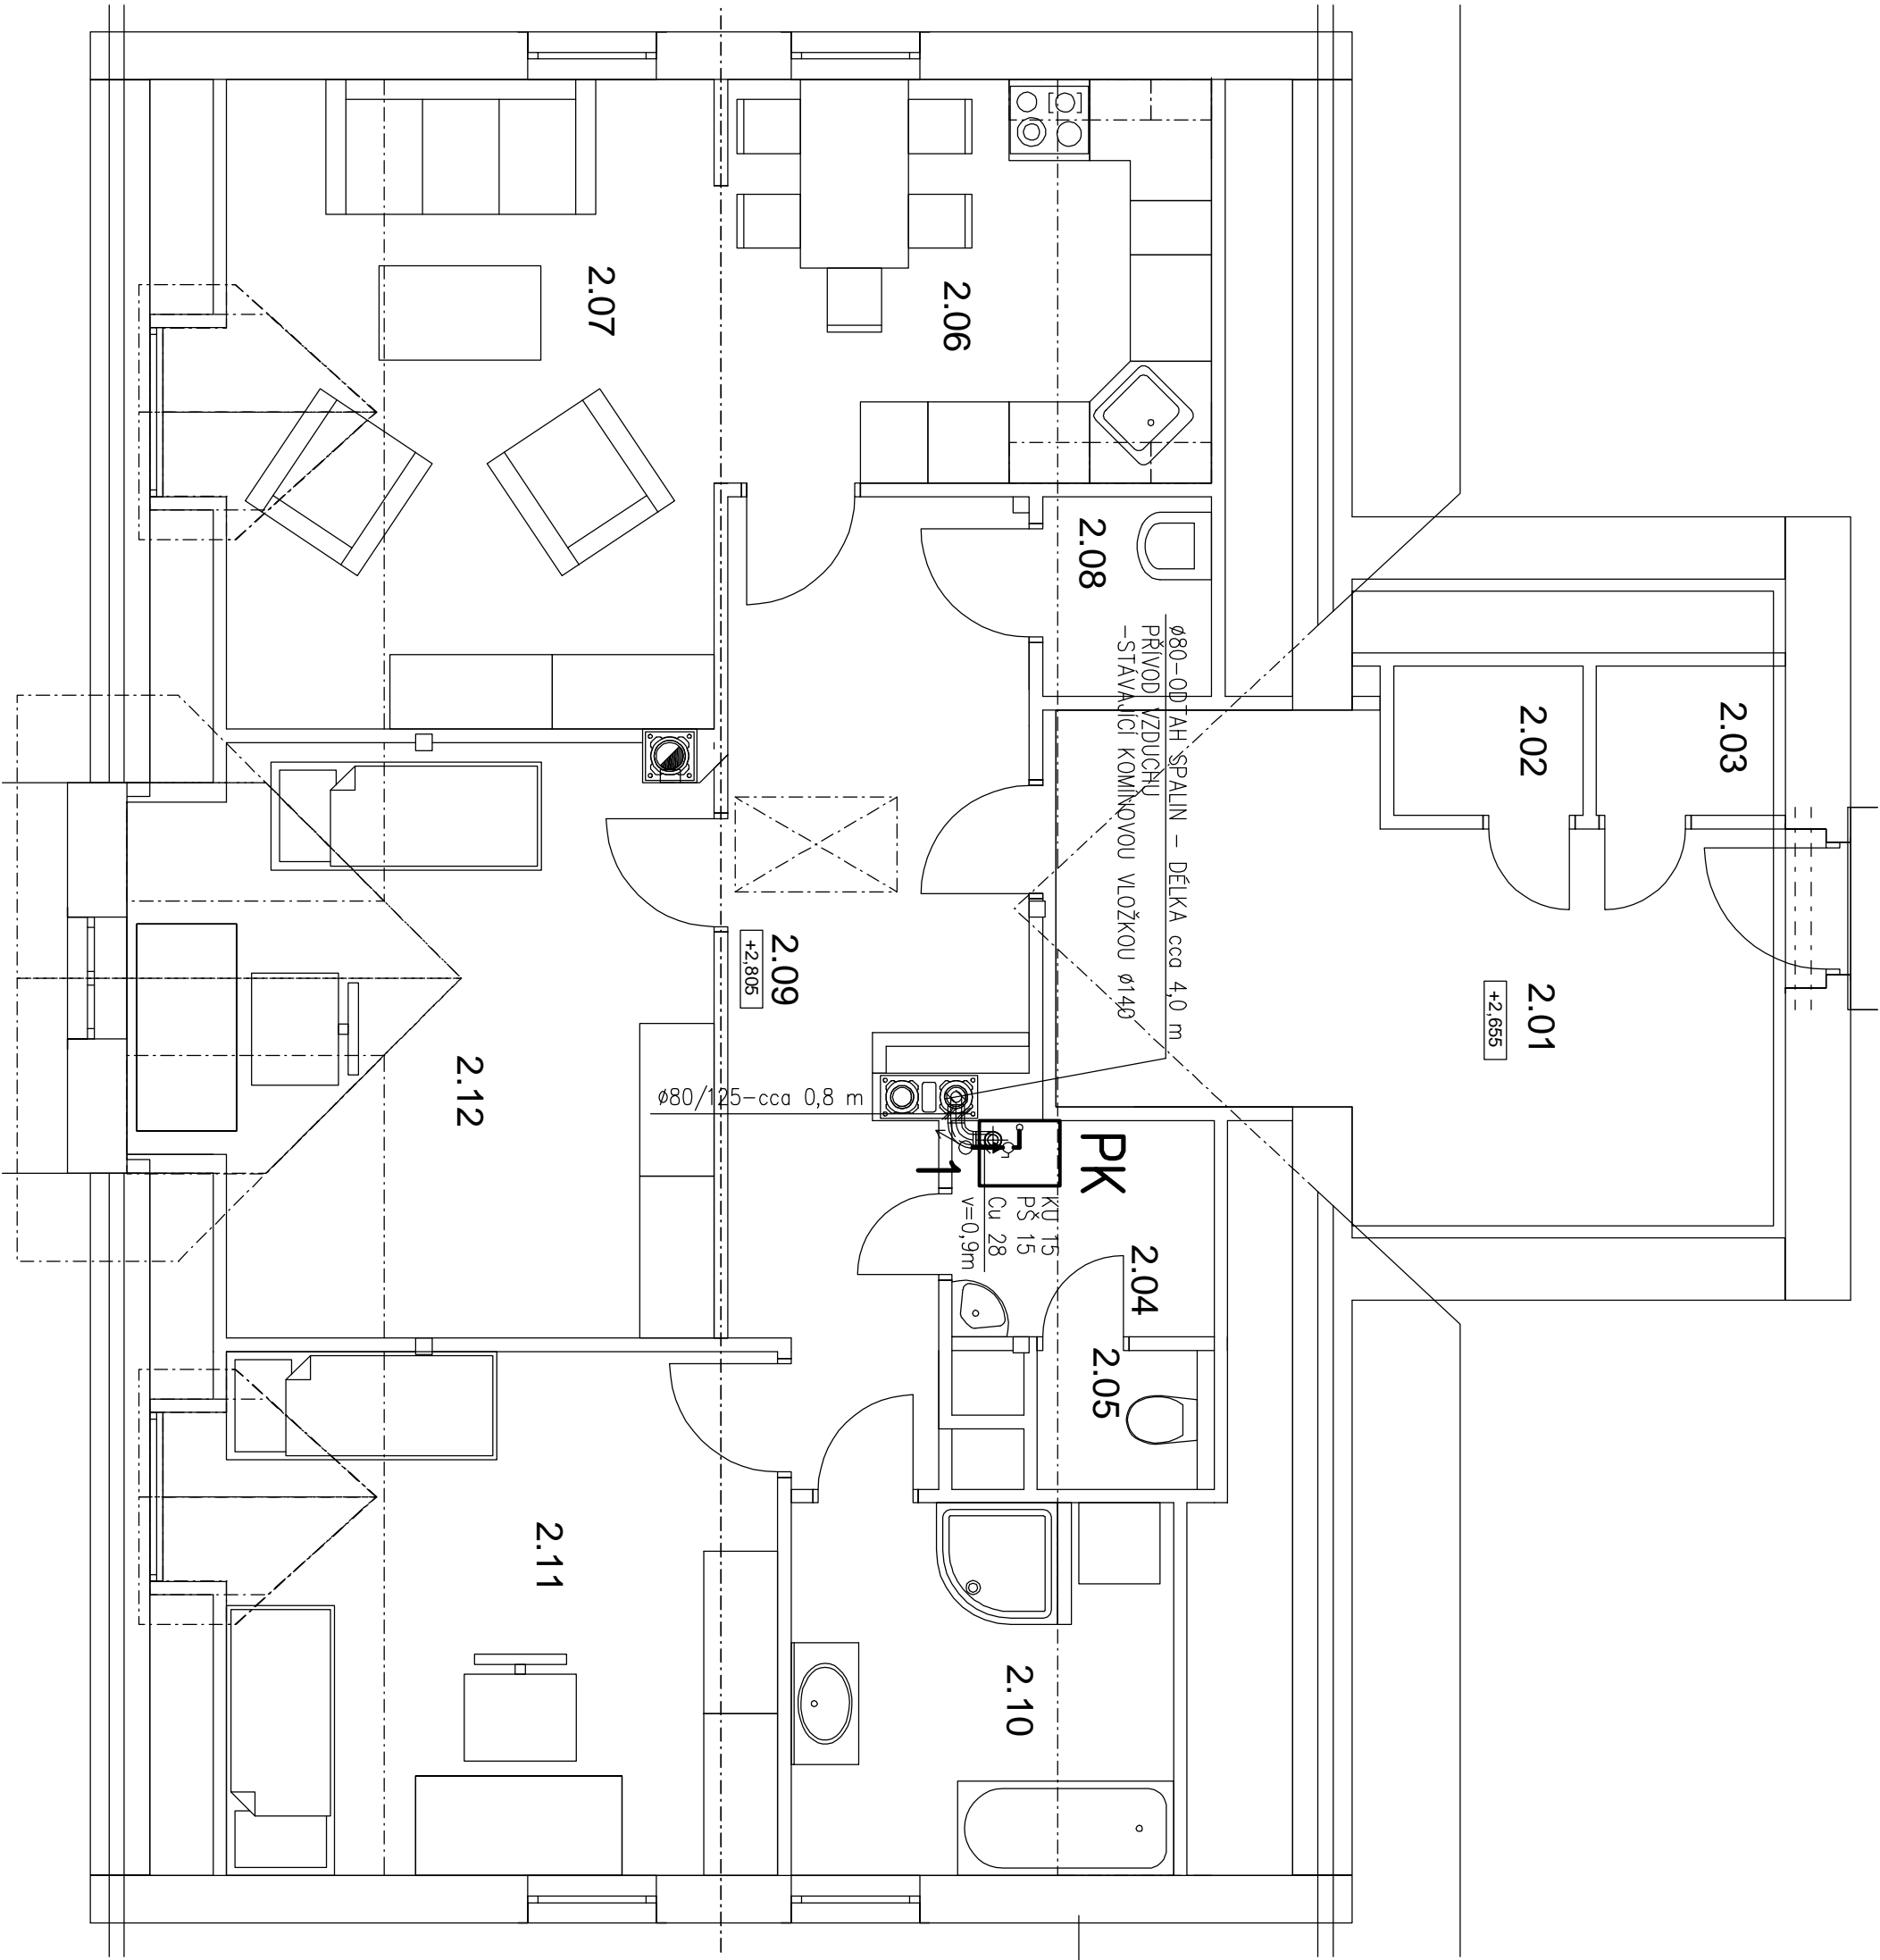 2.07
2.06
2.08
ø80-ODTAH SPALIN - DÉLKA cca 4,0 m
PŘÍVOD VZDUCHU
-STÁVAJÍCÍ KOMÍNOVOU VLOŽKOU ø140
2.02
2.03
2.01
+2,655
2.09
+2,805
2.12
ø80/125-cca 0,8 m
PK
1
KU 15
PŠ 15
Cu 28
v=0,9m
2.04
2.05
2.11
2.10